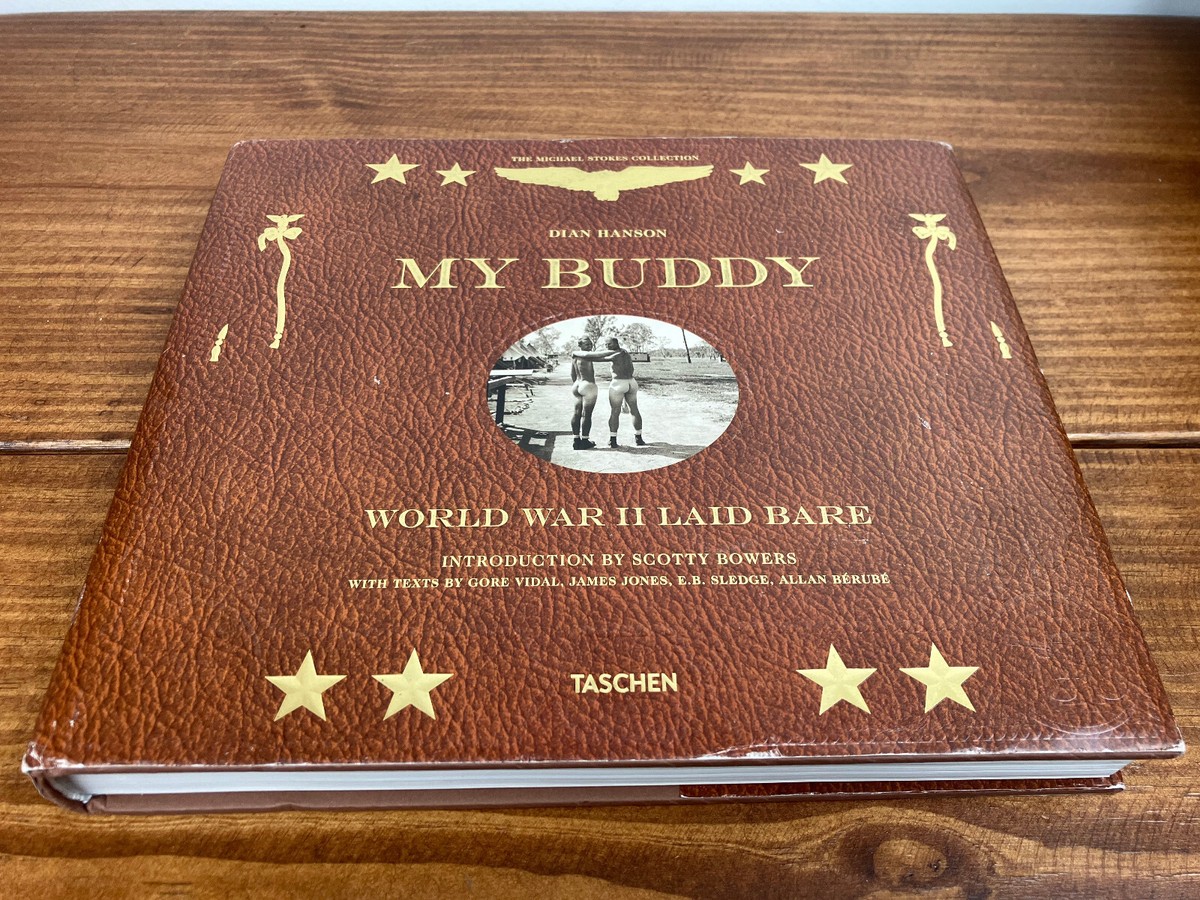 THE MICHAEL STOKES COLLECTION
DIAN HANSON
MY BUDDY
WORLD WAR II LAID BARE
INTRODUCTION BY SCOTTY BOWERS
WITH TEXTS BY GORE VIDAL, JAMES JONES, E.B. SLEDGE, ALLAN BÉRUBÉ
TASCHEN